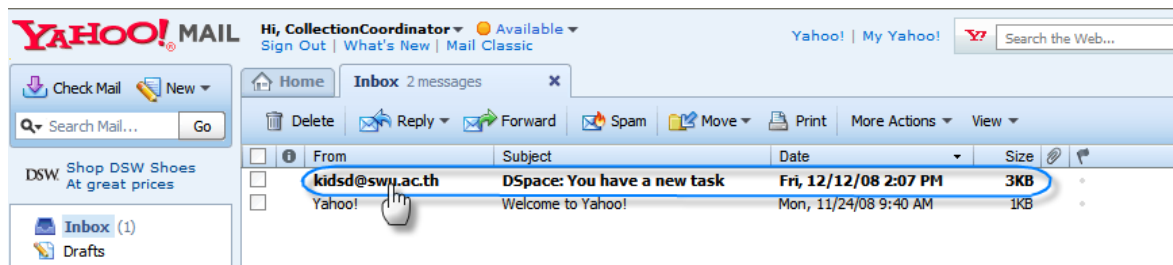 YAHOO! MAIL
Hi, CollectionCoordinator Available
Sign Out | What's New | Mail Classic
Yahoo! | My Yahoo!
Y! Search the Web...
Check Mail New
Search Mail... Go
DSW. Shop DSW Shoes
At great prices
Inbox (1)
Drafts
Home Inbox 2 messages
Delete Reply Forward Spam Move Print More Actions View
From Subject Date Size
kidsd@swu.ac.th DSpace: You have a new task Fri, 12/12/08 2:07 PM 3KB
Yahoo! Welcome to Yahoo! Mon, 11/24/08 9:40 AM 1KB